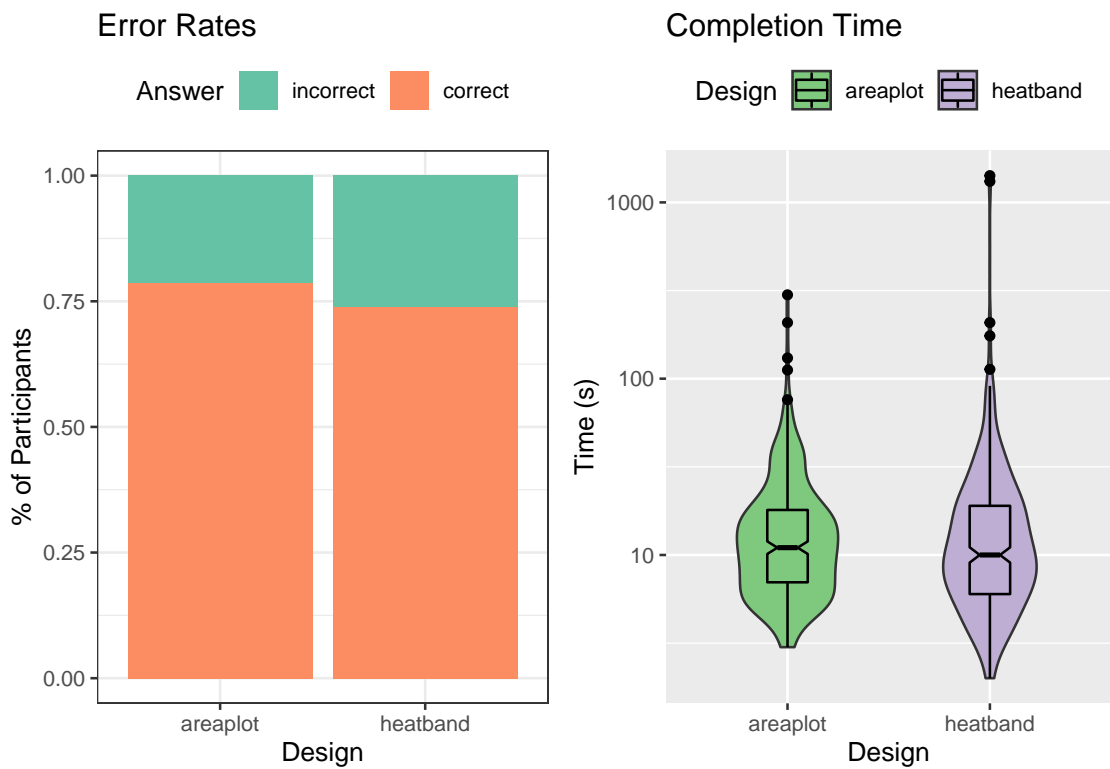 Error Rates
Answer incorrect correct
1.00
0.75
0.50
0.25
0.00
% of Participants
areaplot heatband
Design
Completion Time
Design areaplot heatband
1000
100
10
Time (s)
areaplot heatband
Design